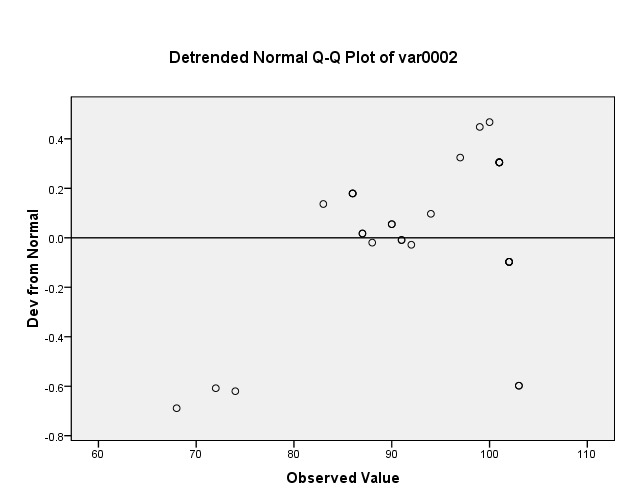 Detrended Normal Q-Q Plot of var0002
0.4
0.2
0.0
-0.2
-0.4
-0.6
-0.8
Dev from Normal
60 70 80 90 100 110
Observed Value